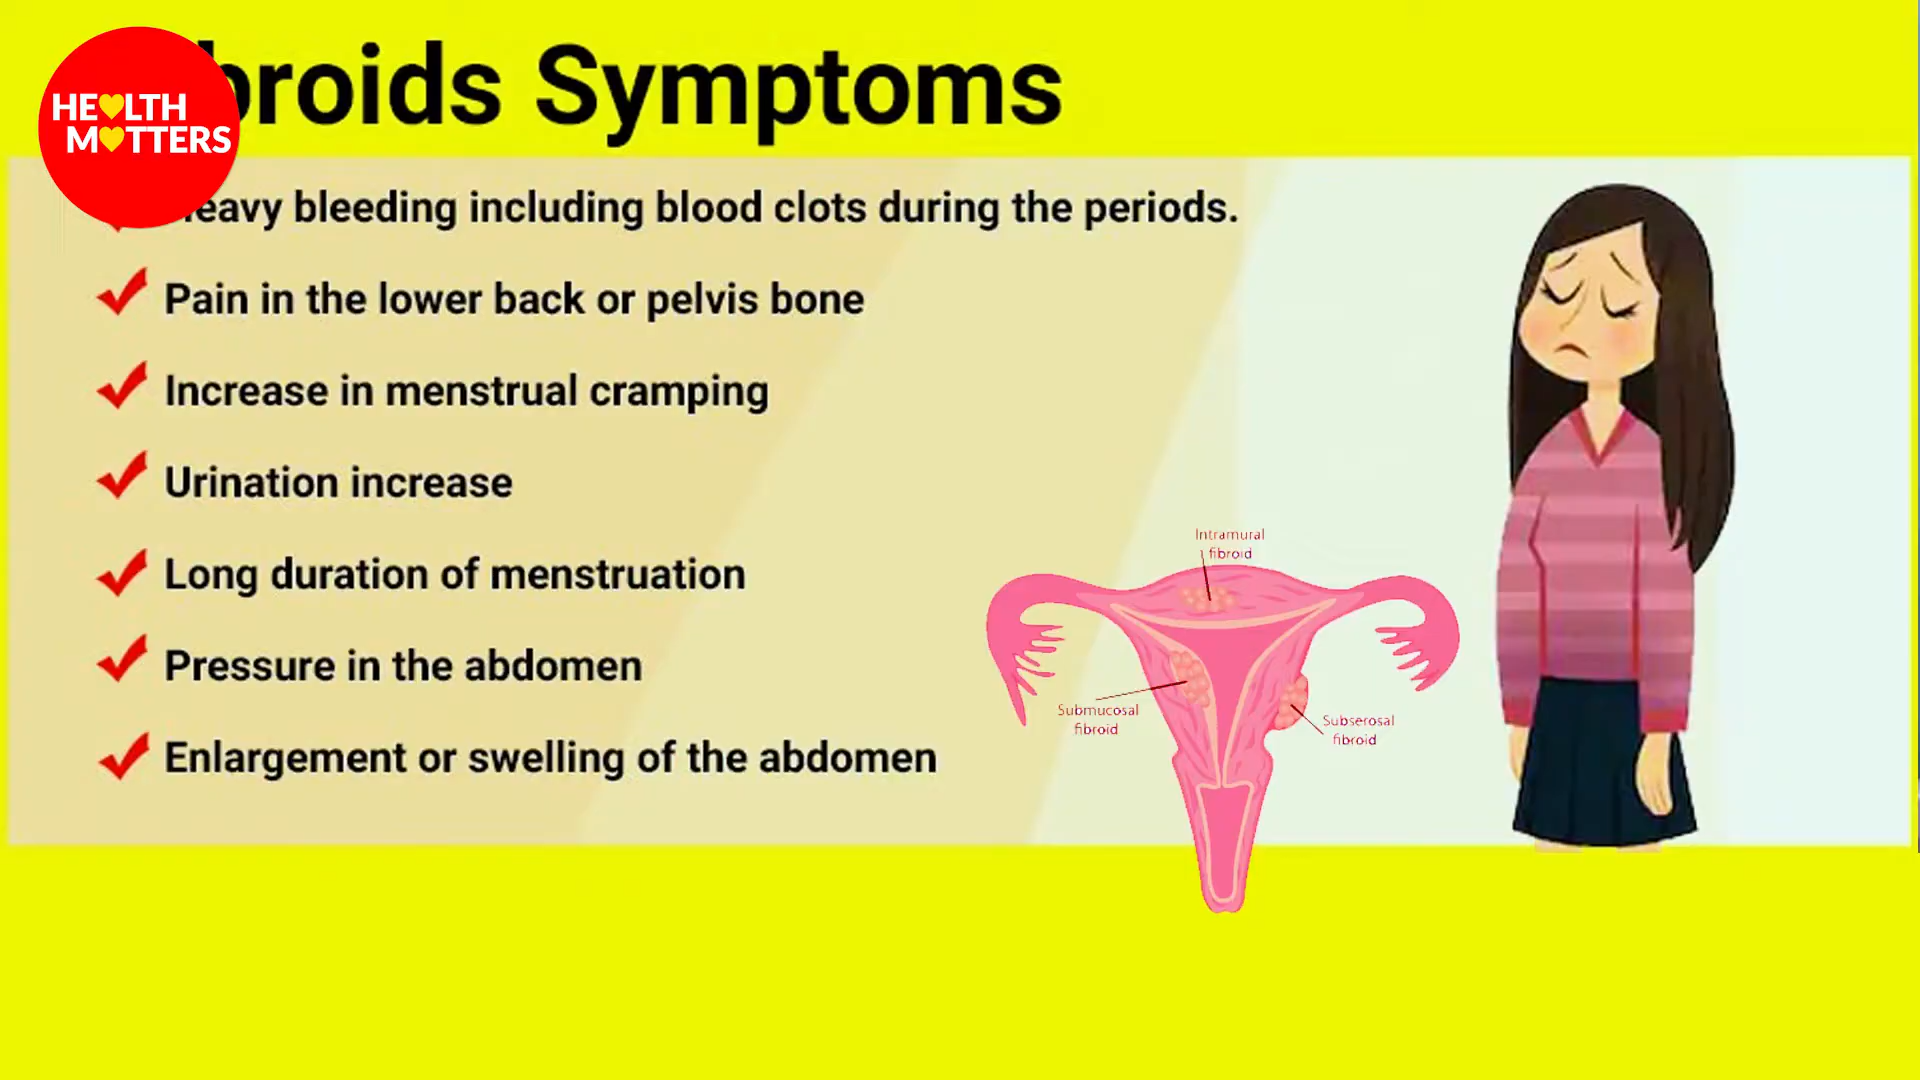 HEALTH
MATTERS
broids Symptoms
eavy bleeding including blood clots during the periods.
Pain in the lower back or pelvis bone
Increase in menstrual cramping
Urination increase
Long duration of menstruation
Pressure in the abdomen
Enlargement or swelling of the abdomen
Intramural
fibroid
Submucosal
fibroid
Subserosal
fibroid